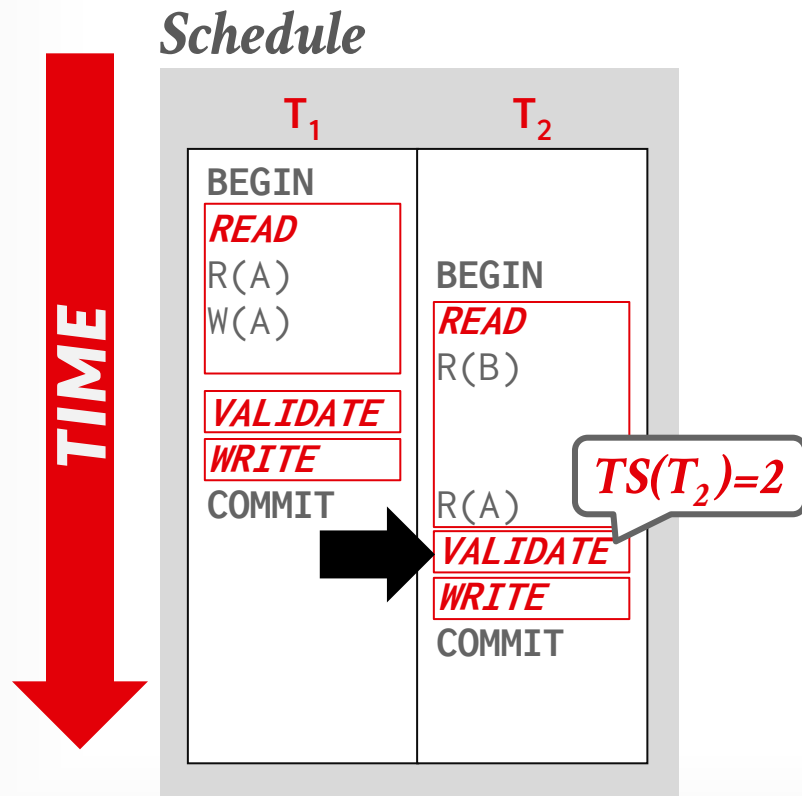 Schedule
TIME
T1
T2
BEGIN
READ
R(A)
W(A)
VALIDATE
WRITE
COMMIT
BEGIN
READ
R(B)
R(A)
VALIDATE
WRITE
COMMIT
TS(T2)=2